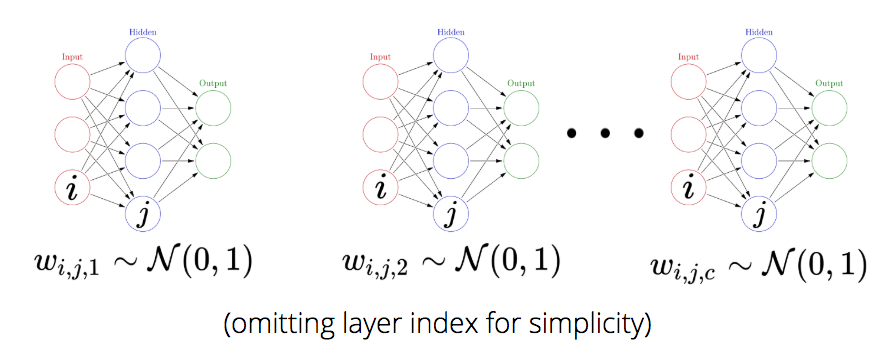 Hidden Hidden Hidden
Input Input Input
Output Output Output
i i i
j j j
w_{i,j,1} ∼ 𝒩(0, 1) w_{i,j,2} ∼ 𝒩(0, 1) w_{i,j,c} ∼ 𝒩(0, 1)
(omitting layer index for simplicity)